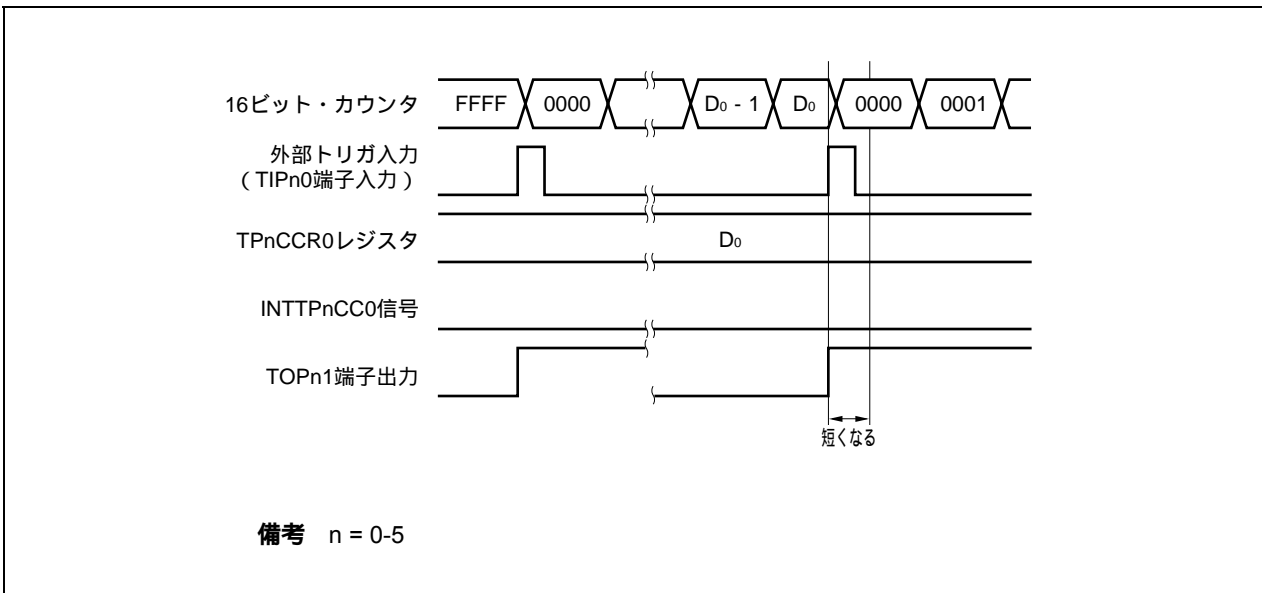 16ビット・カウンタ FFFF 0000 D0 - 1 D0 0000 0001
外部トリガ入力
(TIPn0端子入力)
TPnCCR0レジスタ D0
INTTPnCC0信号
TOPn1端子出力
短くなる
備考 n = 0-5